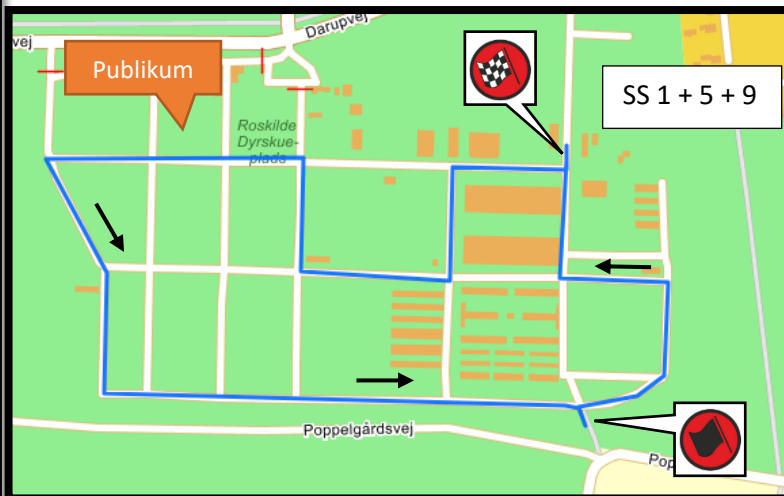 Darupvej
vej
Publikum
SS 1 + 5 + 9
Roskilde
Dyrskue-
plads
Poppelgårdsvej
Pop